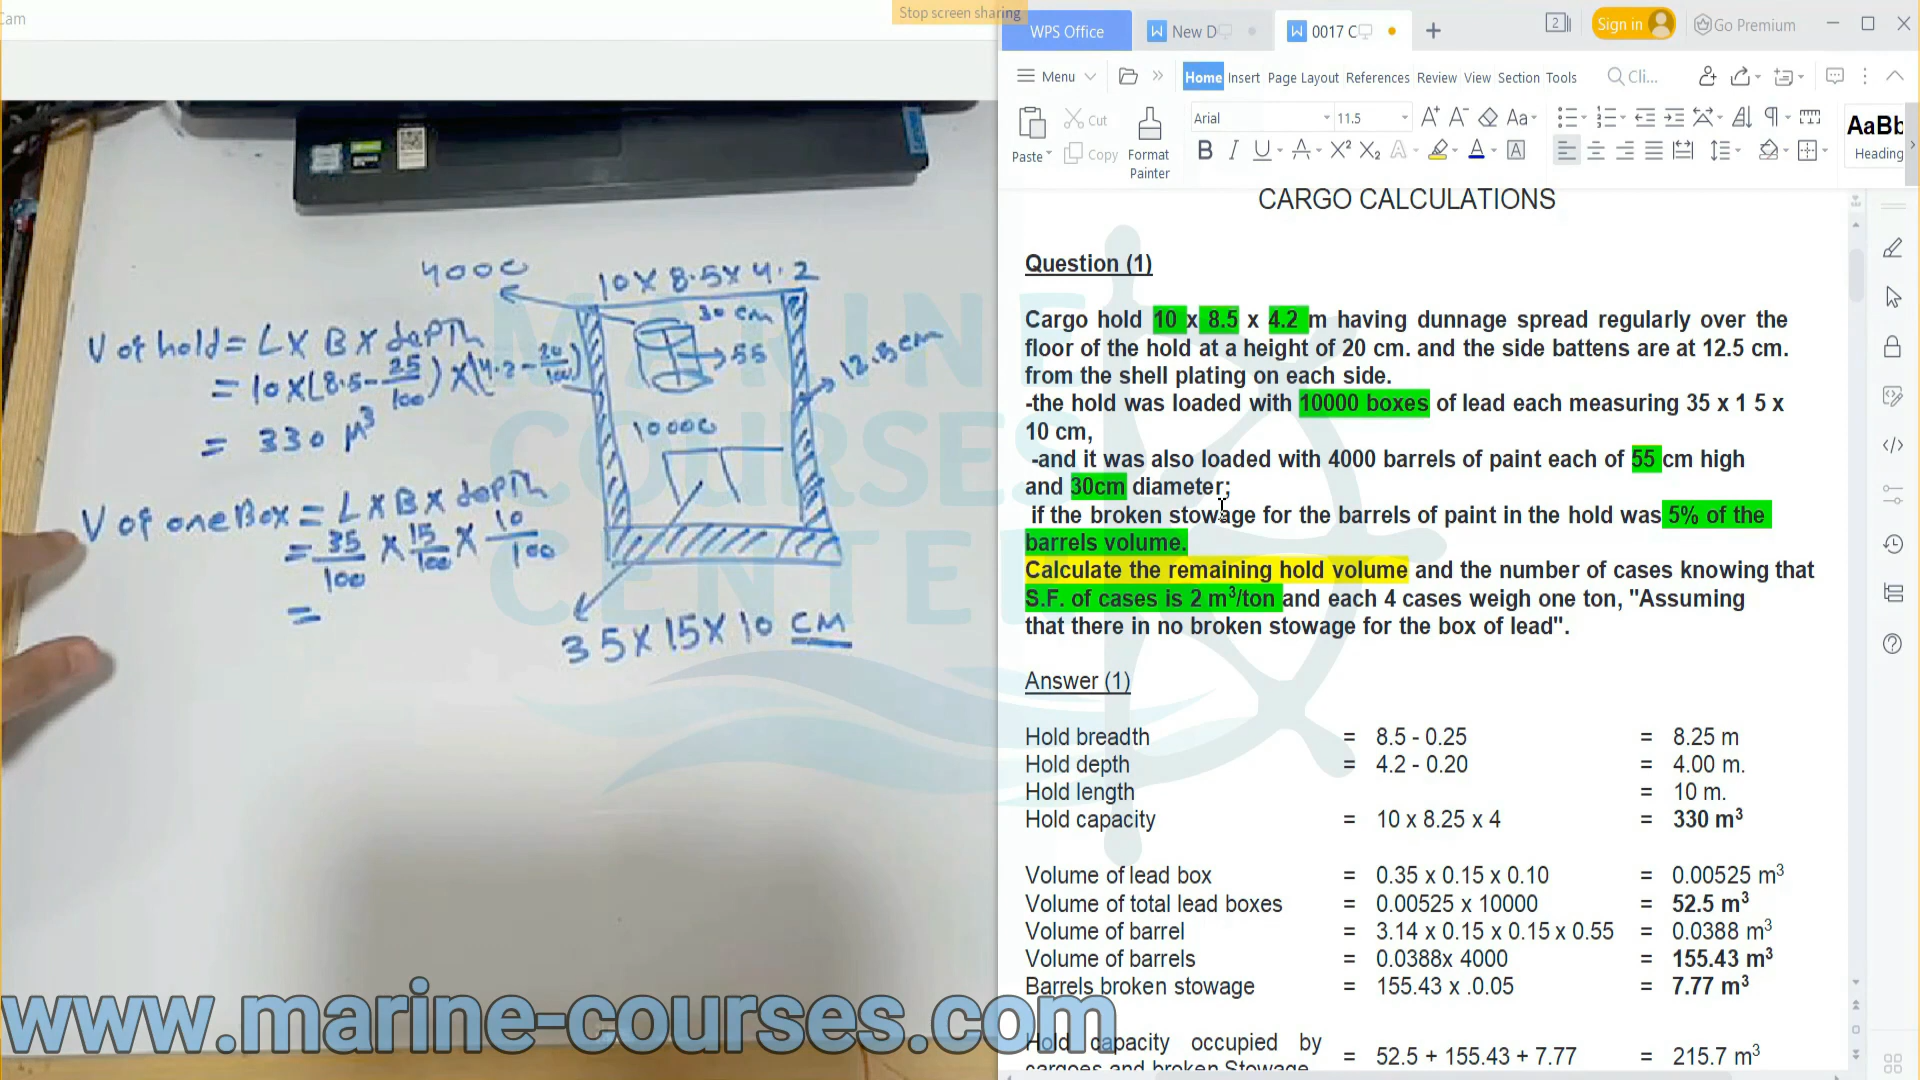 Cam
Stop screen sharing
WPS Office
New D
0017 C
Sign in
Go Premium
Menu
Home Insert Page Layout References Review View Section Tools
Cli...
Paste
Cut
Copy
Format
Painter
Arial
11.5
AaBb
Heading
4000
10 X 8.5 X 4.2
30 cm
55
12.5 cm
V of hold = L X B X depth
= 10 X (8.5 - 25/100) X (4.2 - 20/100)
= 330 M³
1000
V of one Box = L X B X depth
= 35/100 X 15/100 X 10/100
=
35 X 15 X 10 CM
MARINE
COURSES
CENTER
www.marine-courses.com
CARGO CALCULATIONS
Question (1)
Cargo hold 10 x 8.5 x 4.2 m having dunnage spread regularly over the
floor of the hold at a height of 20 cm. and the side battens are at 12.5 cm.
from the shell plating on each side.
-the hold was loaded with 10000 boxes of lead each measuring 35 x 1 5 x
10 cm,
-and it was also loaded with 4000 barrels of paint each of 55 cm high
and 30cm diameter;
if the broken stowage for the barrels of paint in the hold was 5% of the
barrels volume.
Calculate the remaining hold volume and the number of cases knowing that
S.F. of cases is 2 m³/ton and each 4 cases weigh one ton, "Assuming
that there in no broken stowage for the box of lead".
Answer (1)
Hold breadth = 8.5 - 0.25 = 8.25 m
Hold depth = 4.2 - 0.20 = 4.00 m.
Hold length = 10 m.
Hold capacity = 10 x 8.25 x 4 = 330 m³
Volume of lead box = 0.35 x 0.15 x 0.10 = 0.00525 m³
Volume of total lead boxes = 0.00525 x 10000 = 52.5 m³
Volume of barrel = 3.14 x 0.15 x 0.15 x 0.55 = 0.0388 m³
Volume of barrels = 0.0388x 4000 = 155.43 m³
Barrels broken stowage = 155.43 x .0.05 = 7.77 m³
Hold capacity occupied by
cargoes and broken Stowage = 52.5 + 155.43 + 7.77 = 215.7 m³